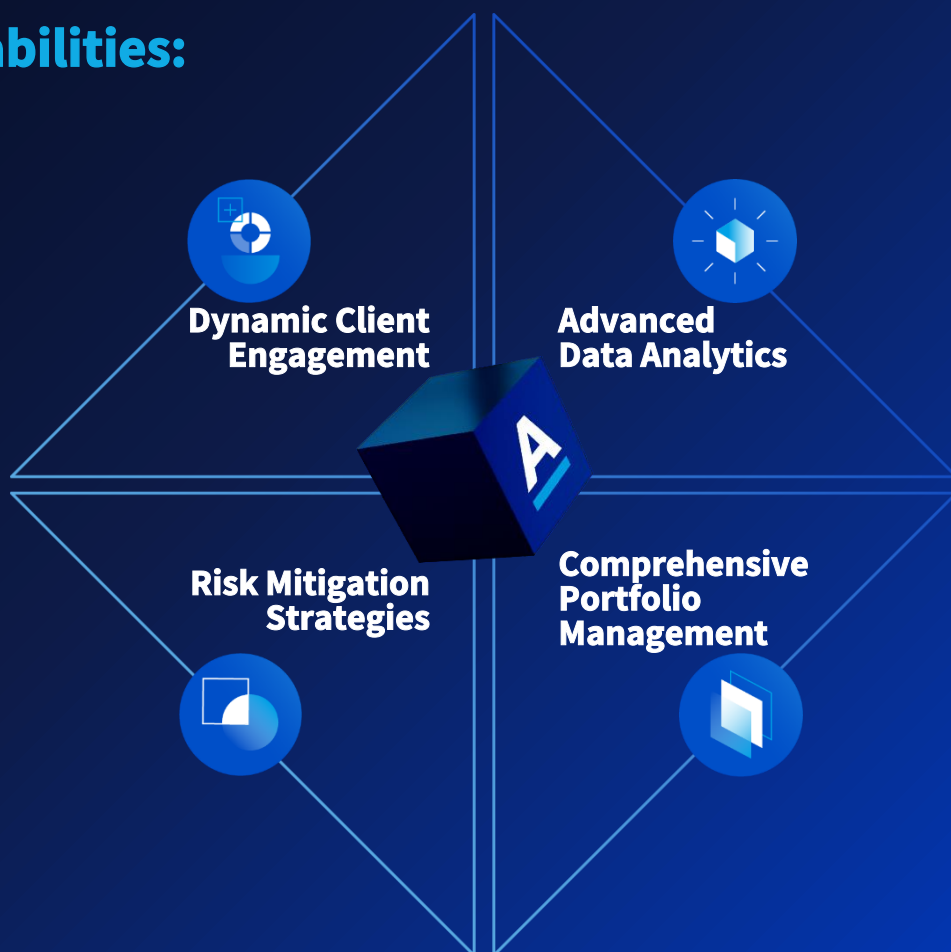 abilities:
Dynamic Client
Engagement
Advanced
Data Analytics
A
Risk Mitigation
Strategies
Comprehensive
Portfolio
Management